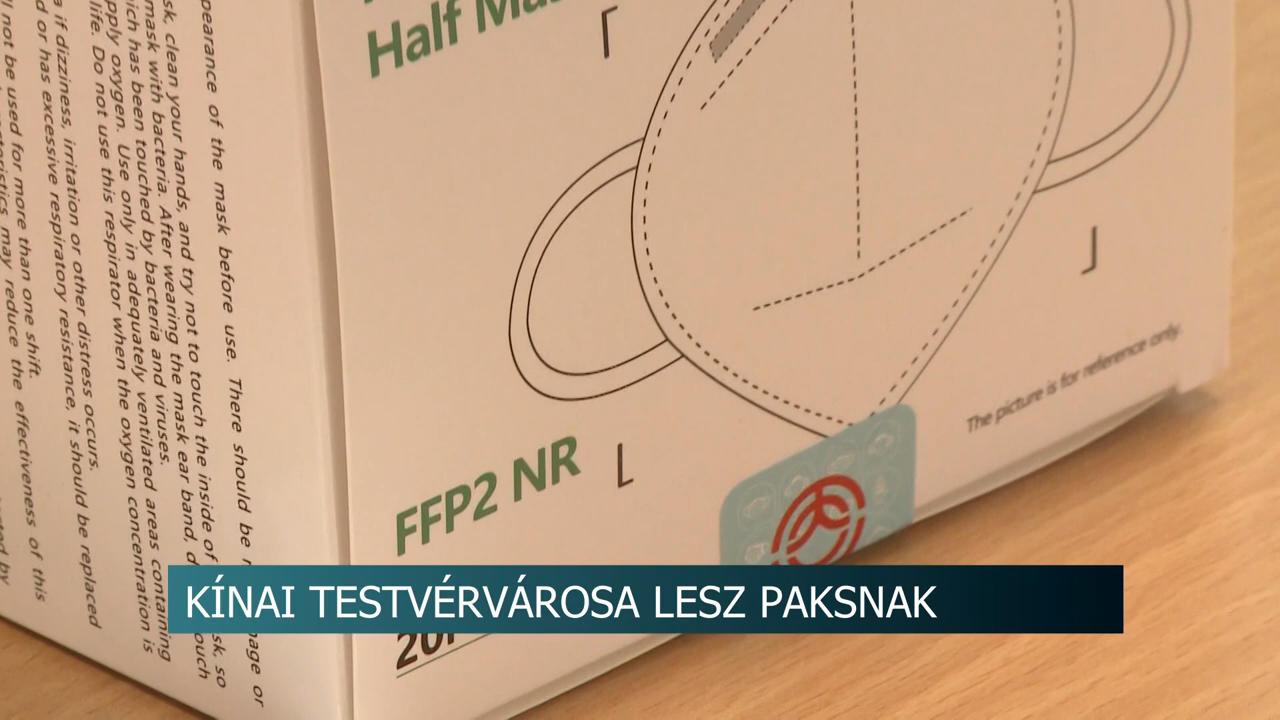 Half
FFP2 NR
The picture is for reference only.
KÍNAI TESTVÉRVÁROSA LESZ PAKSNAK
pearance of the mask before use. There should be
sk, clean your hands, and try not to touch the inside of
mask with bacteria. After wearing the mask ear band,
ich has been touched by bacteria and viruses.
pply oxygen. Use only in adequately ventilated areas containing
life. Do not use this respirator when the oxygen concentration is
if dizziness, irritation or other distress occurs.
d or has excessive respiratory resistance, it should be replaced
not be used for more than one shift.
may reduce the effectiveness of this